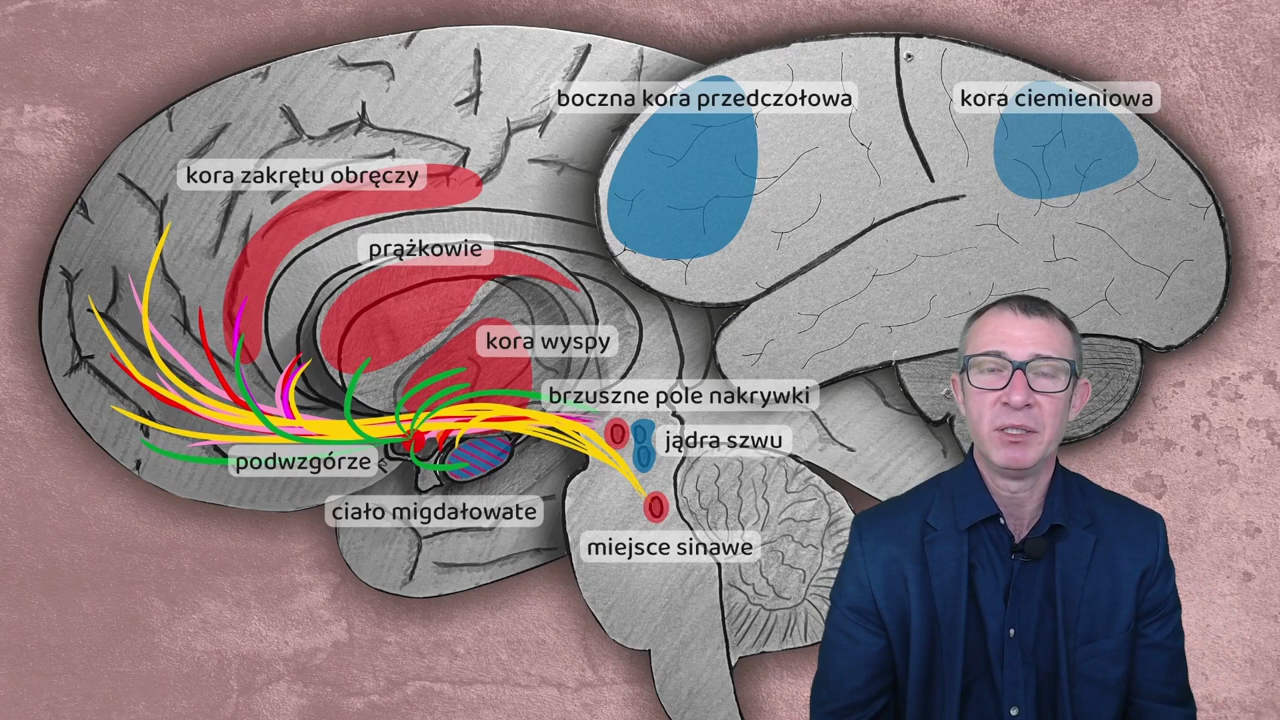 boczna kora przedczołowa
kora ciemieniowa
kora zakrętu obręczy
prążkowie
kora wyspy
brzuszne pole nakrywki
jądra szwu
podwzgórze
ciało migdałowate
miejsce sinawe